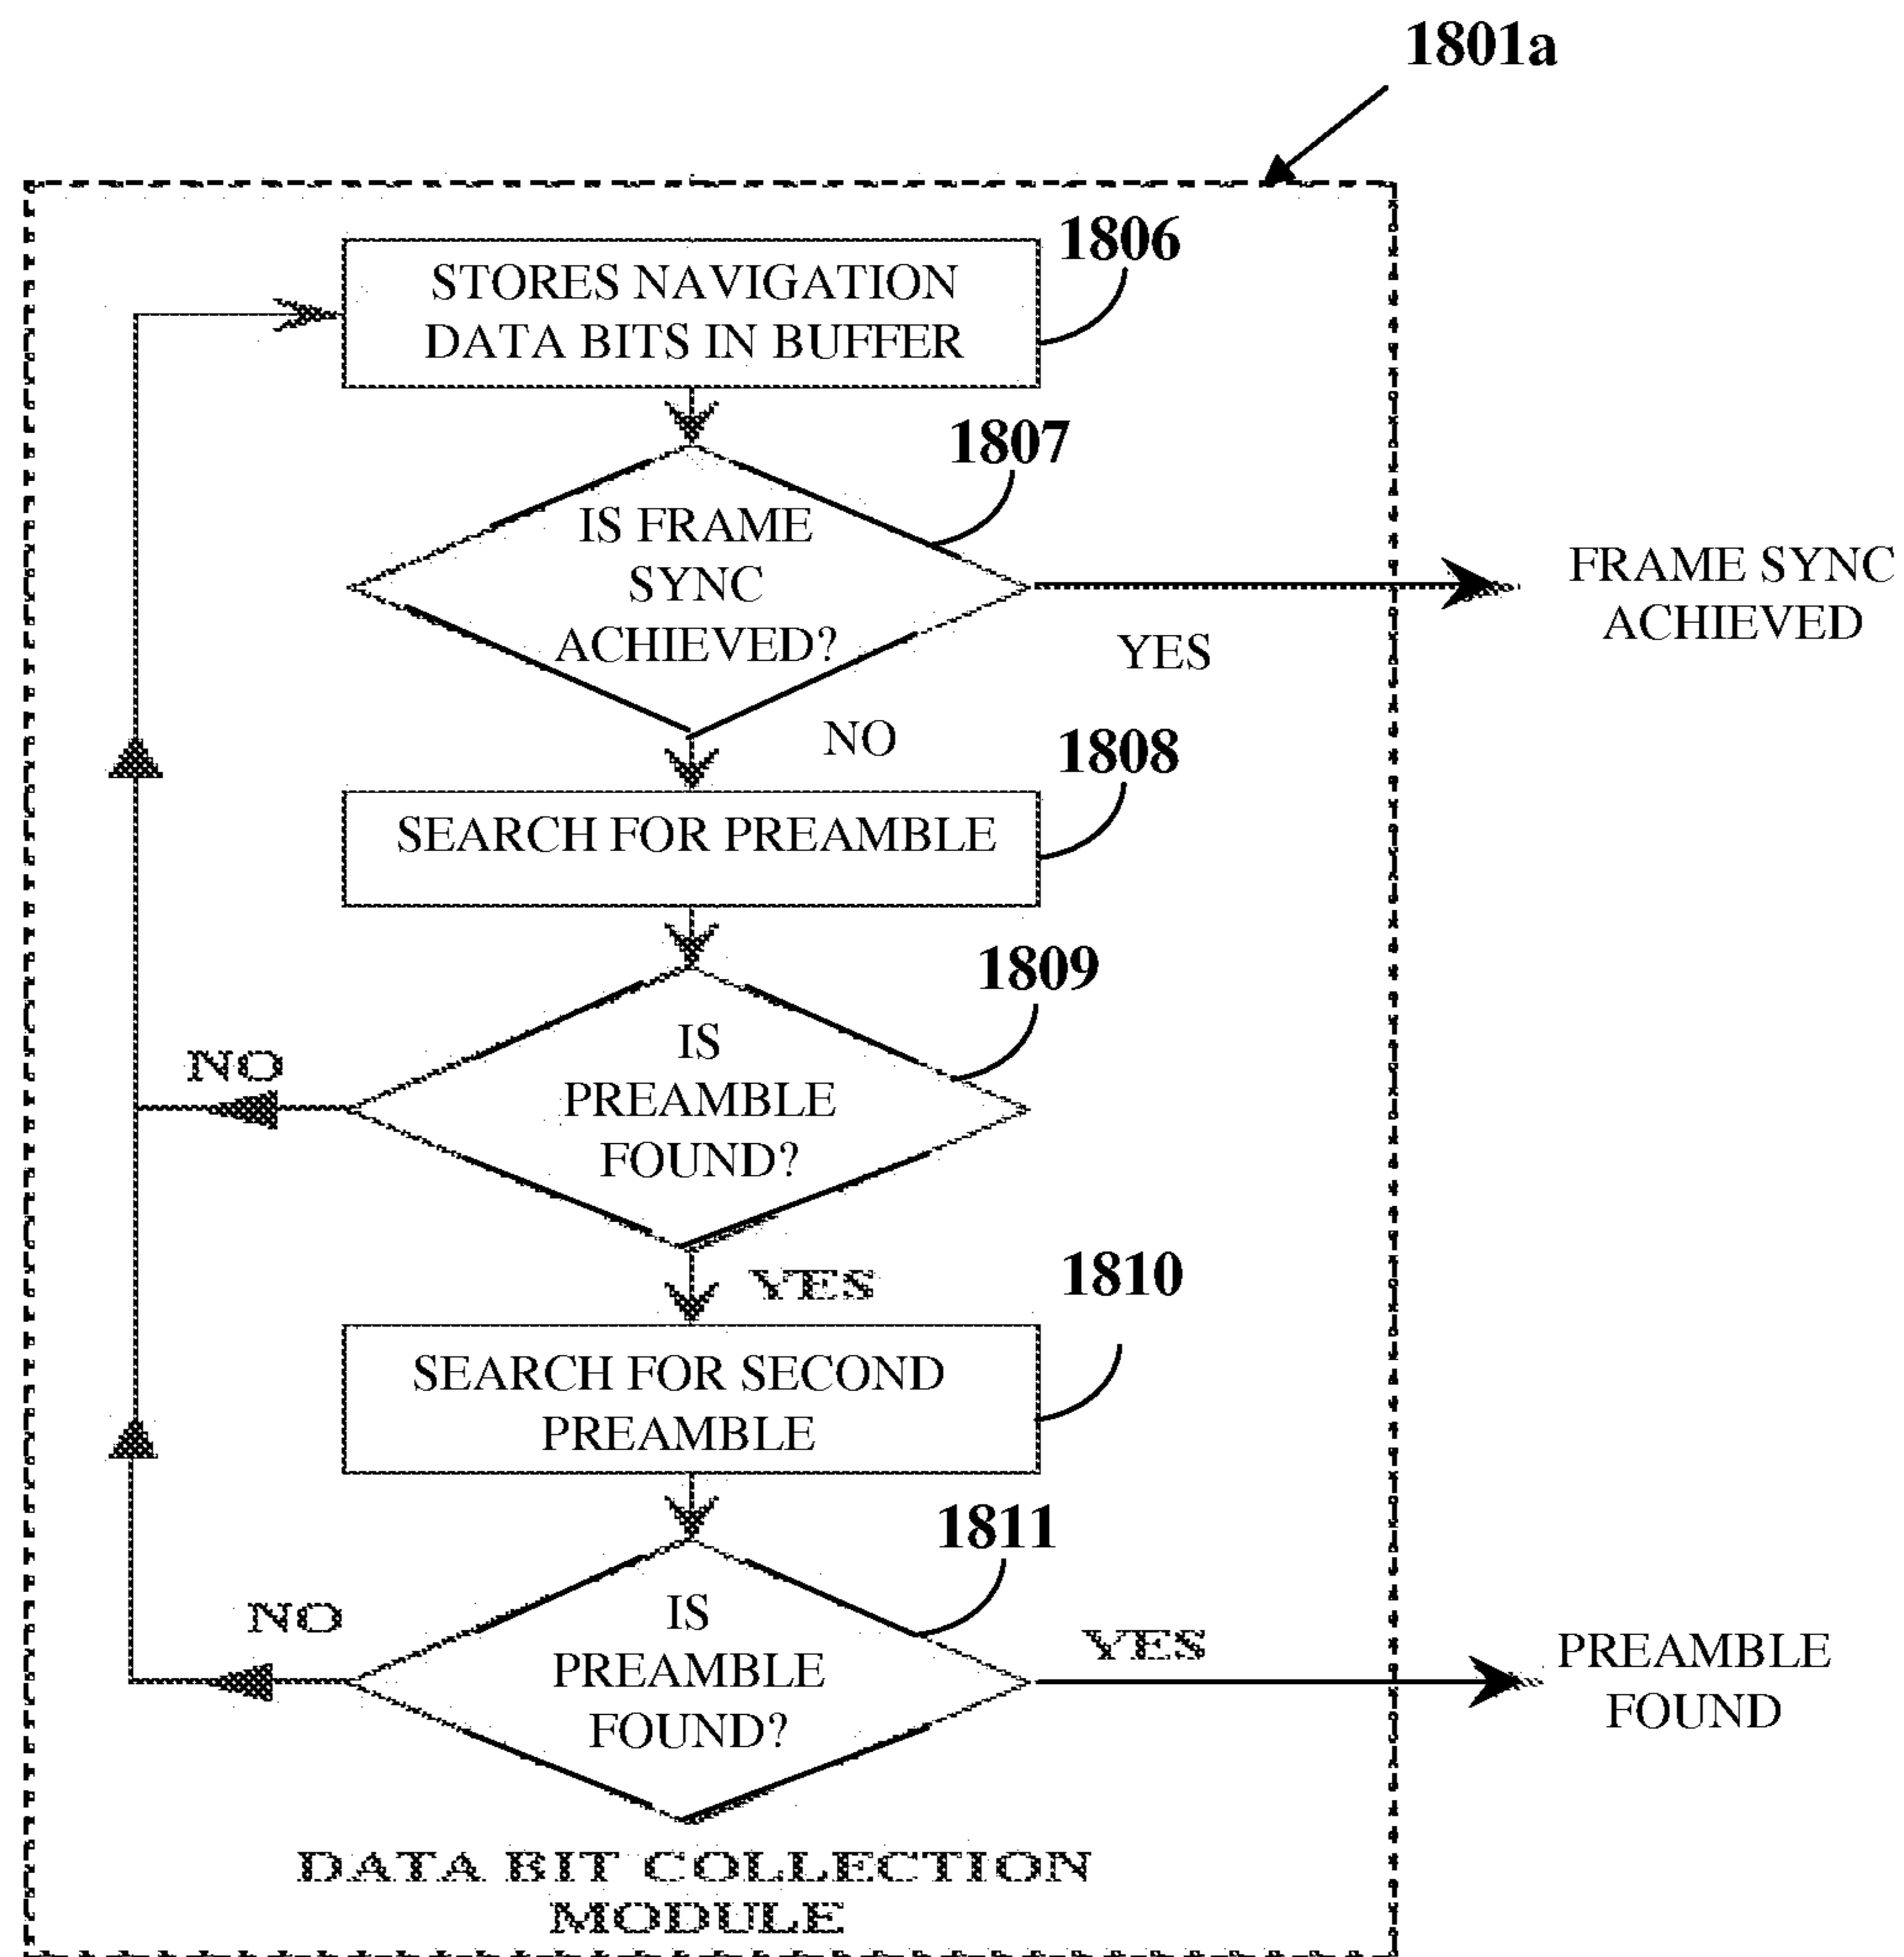 1801a
1806
STORES NAVIGATION
DATA BITS IN BUFFER
1807
IS FRAME
SYNC
ACHIEVED?
FRAME SYNC
ACHIEVED
YES
NO
1808
SEARCH FOR PREAMBLE
1809
IS
PREAMBLE
FOUND?
NO
YES
1810
SEARCH FOR SECOND
PREAMBLE
1811
IS
PREAMBLE
FOUND?
NO
YES
PREAMBLE
FOUND
DATA BIT COLLECTION
MODULE